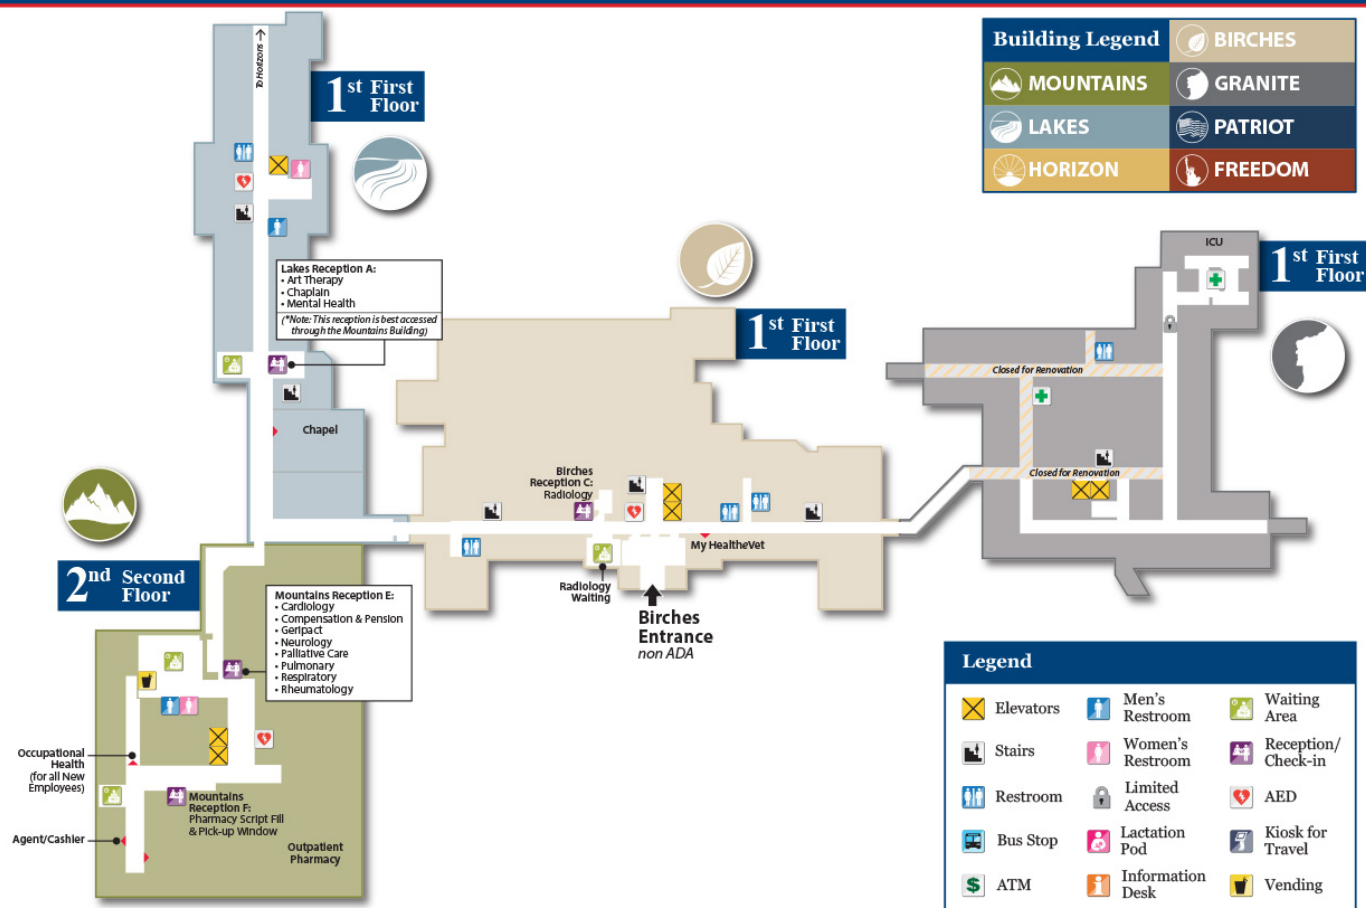 To Horizons
1st First
Floor
Building Legend
BIRCHES
MOUNTAINS
GRANITE
LAKES
PATRIOT
HORIZON
FREEDOM
Lakes Reception A:
• Art Therapy
• Chaplain
• Mental Health
(*Note: This reception is best accessed
through the Mountains Building)
Chapel
1st First
Floor
Birches
Reception C:
Radiology
My HealtheVet
Radiology
Waiting
Birches
Entrance
non ADA
ICU
1st First
Floor
Closed for Renovation
Closed for Renovation
2nd Second
Floor
Mountains Reception E:
• Cardiology
• Compensation & Pension
• Geripact
• Neurology
• Palliative Care
• Pulmonary
• Respiratory
• Rheumatology
Occupational
Health
(for all New
Employees)
Mountains
Reception F:
Pharmacy Script Fill
& Pick-up Window
Agent/Cashier
Outpatient
Pharmacy
Legend
Elevators
Men's
Restroom
Waiting
Area
Stairs
Women's
Restroom
Reception/
Check-in
Restroom
Limited
Access
AED
Bus Stop
Lactation
Pod
Kiosk for
Travel
ATM
Information
Desk
Vending